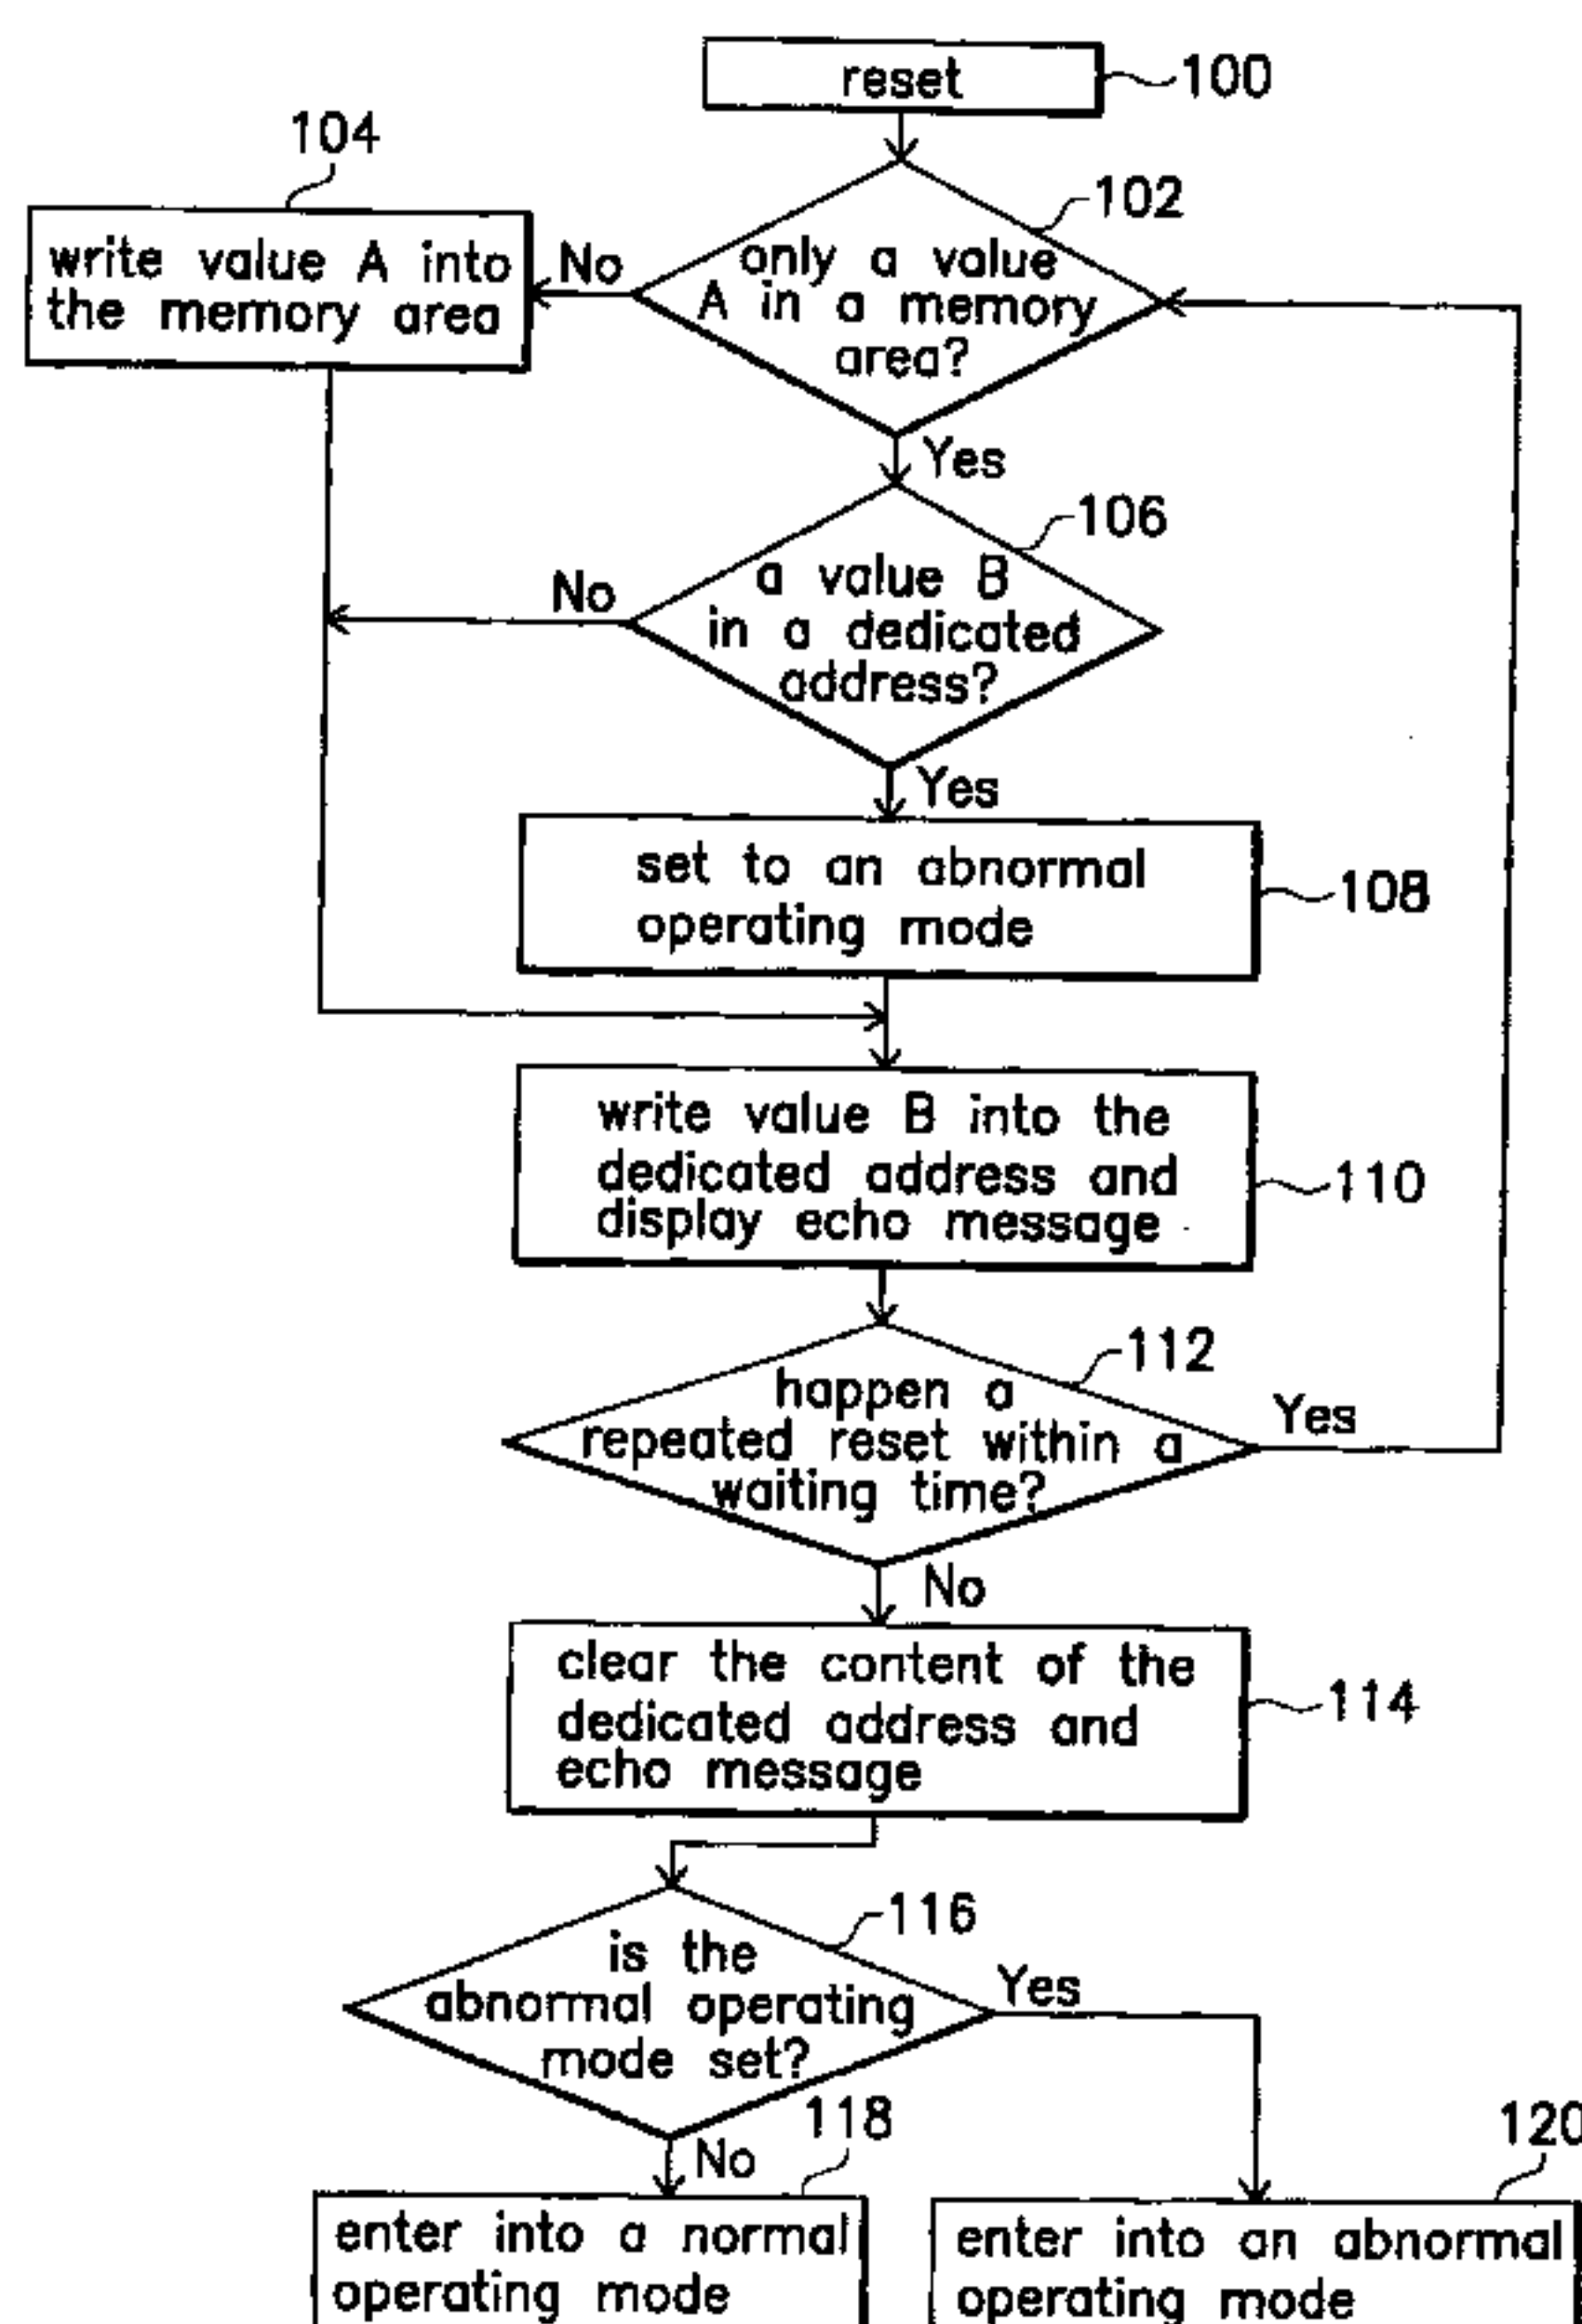 reset
100
104
102
write value A into
the memory area
No
only a value
A in a memory
area?
Yes
106
No
a value B
in a dedicated
address?
Yes
set to an abnormal
operating mode
108
write value B into the
dedicated address and
display echo message
110
112
happen a
repeated reset within a
waiting time?
Yes
No
clear the content of the
dedicated address and
echo message
114
116
is the
abnormal operating
mode set?
Yes
No
118
120
enter into a normal
operating mode
enter into an abnormal
operating mode